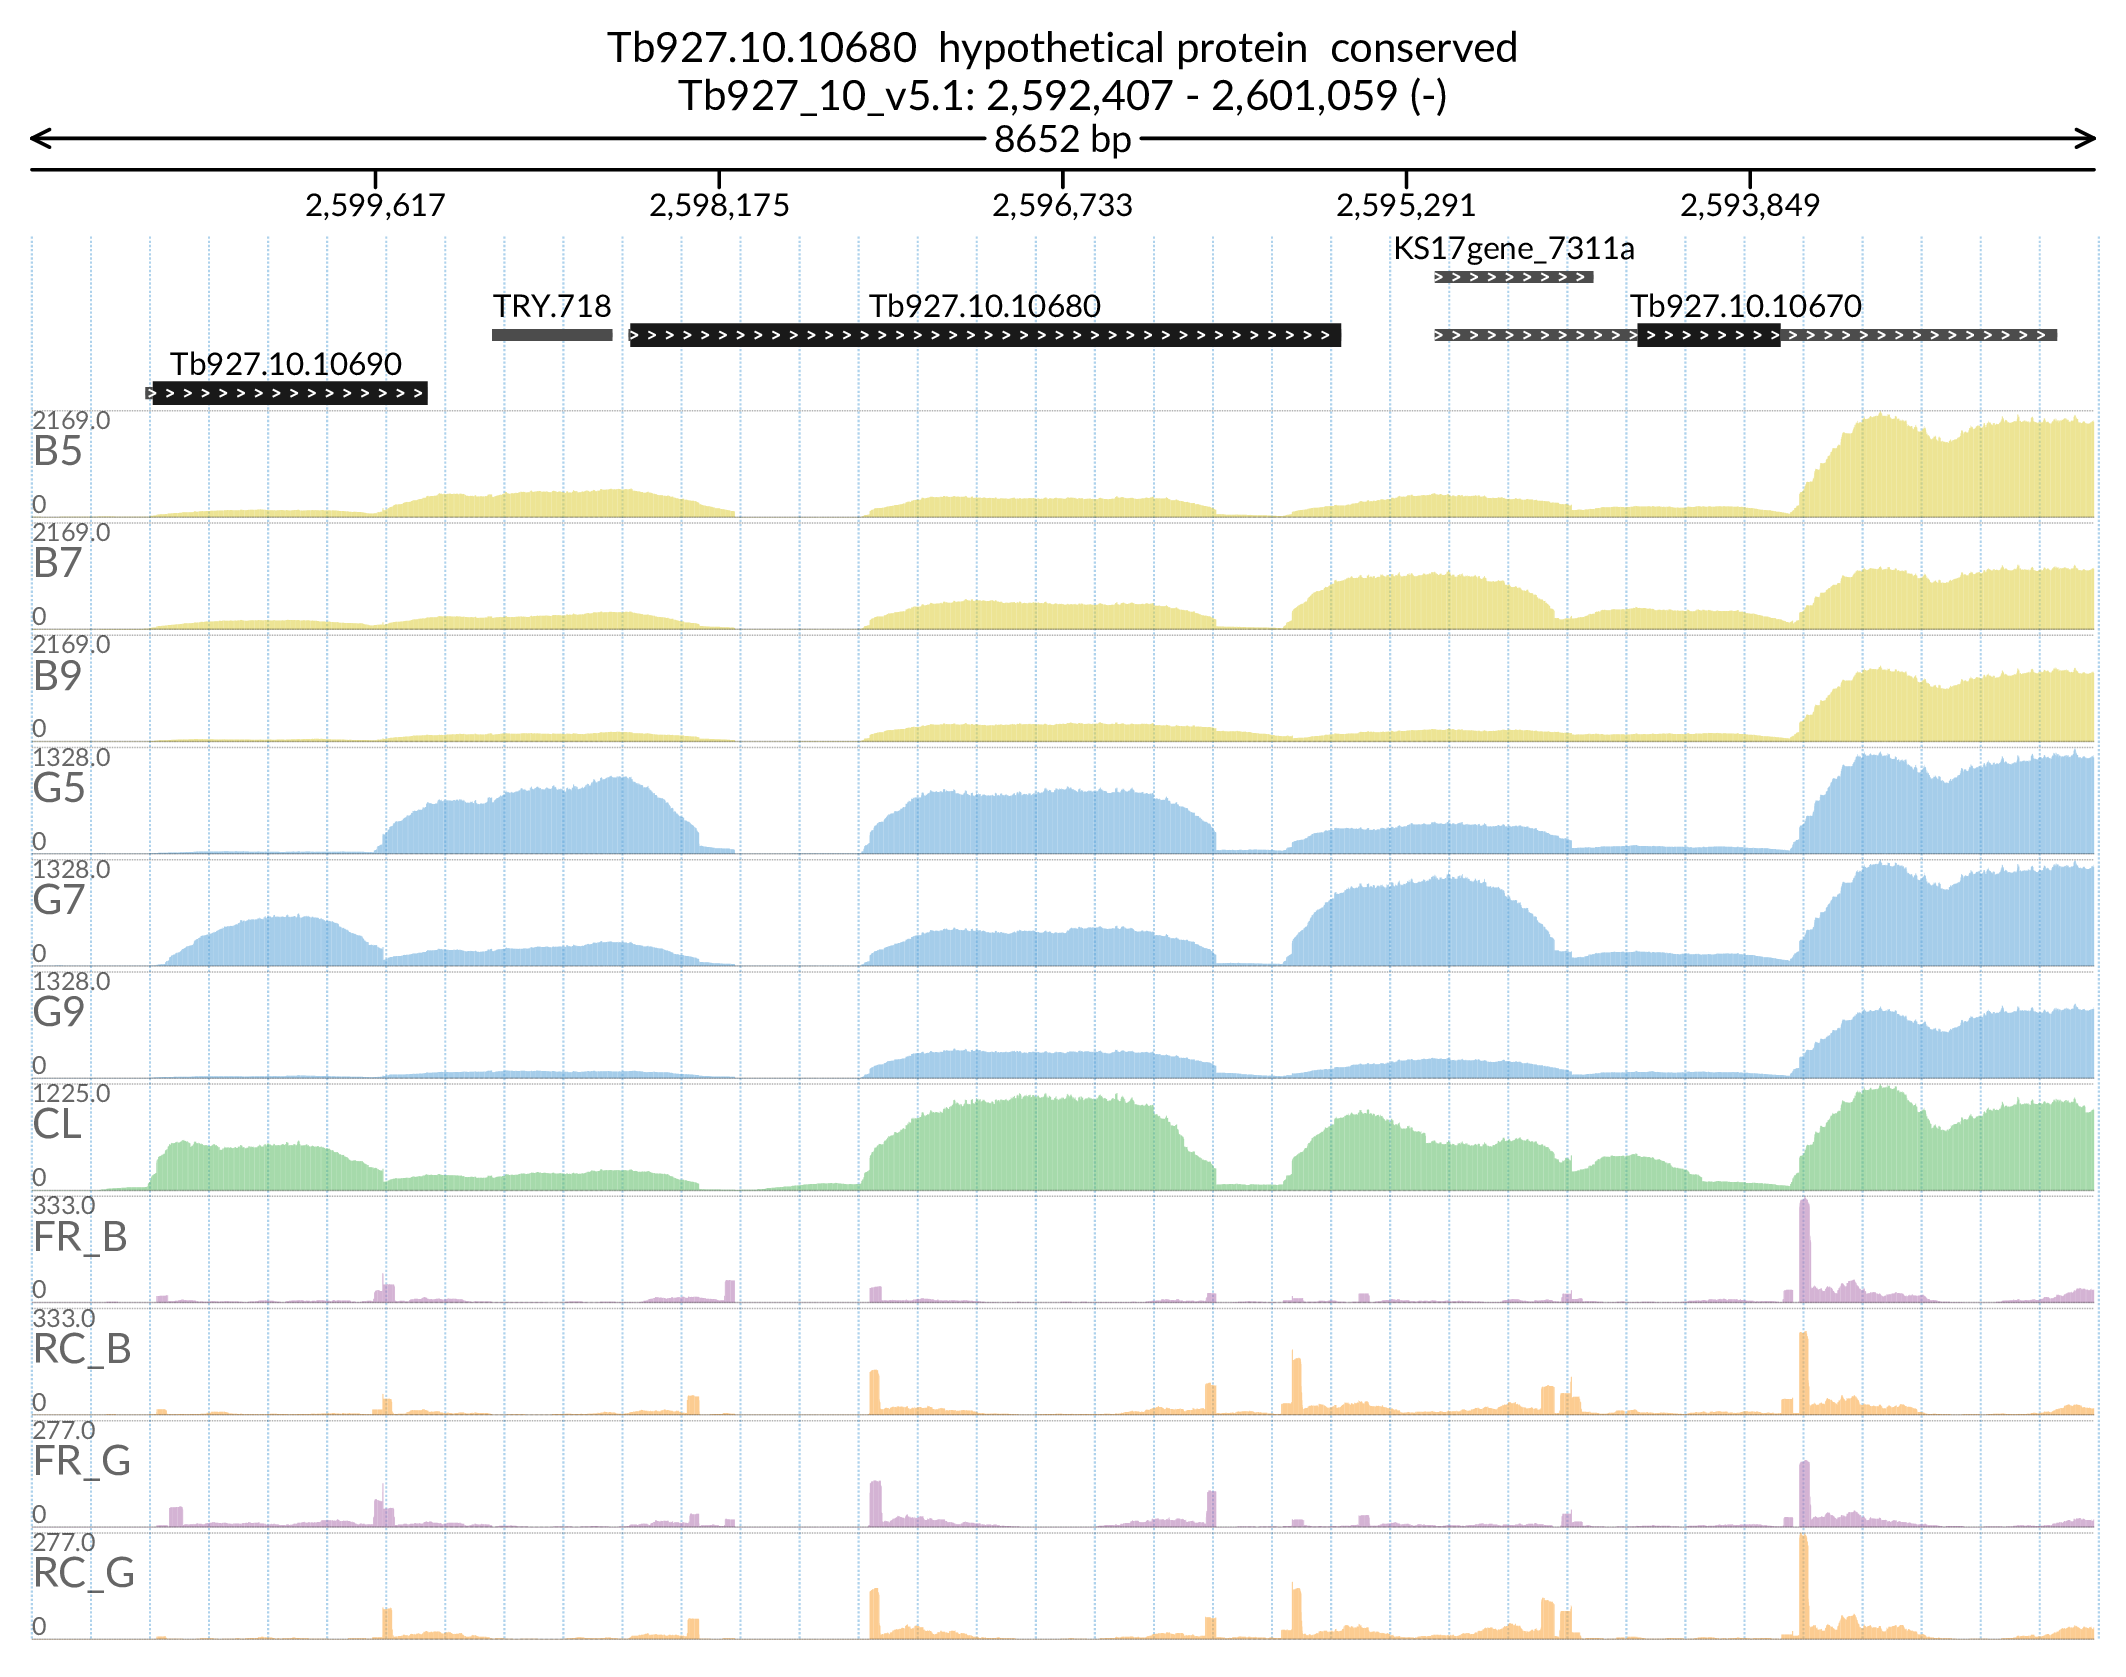 Tb927.10.10680  hypothetical protein  conserved
Tb927_10_v5.1: 2,592,407 - 2,601,059 (-)
8652 bp
2,599,617 2,598,175 2,596,733 2,595,291 2,593,849
KS17gene_7311a
TRY.718 Tb927.10.10680 Tb927.10.10670
Tb927.10.10690
2169.0
B5
0
2169.0
B7
0
2169.0
B9
0
1328.0
G5
0
1328.0
G7
0
1328.0
G9
0
1225.0
CL
0
333.0
FR_B
0
333.0
RC_B
0
277.0
FR_G
0
277.0
RC_G
0